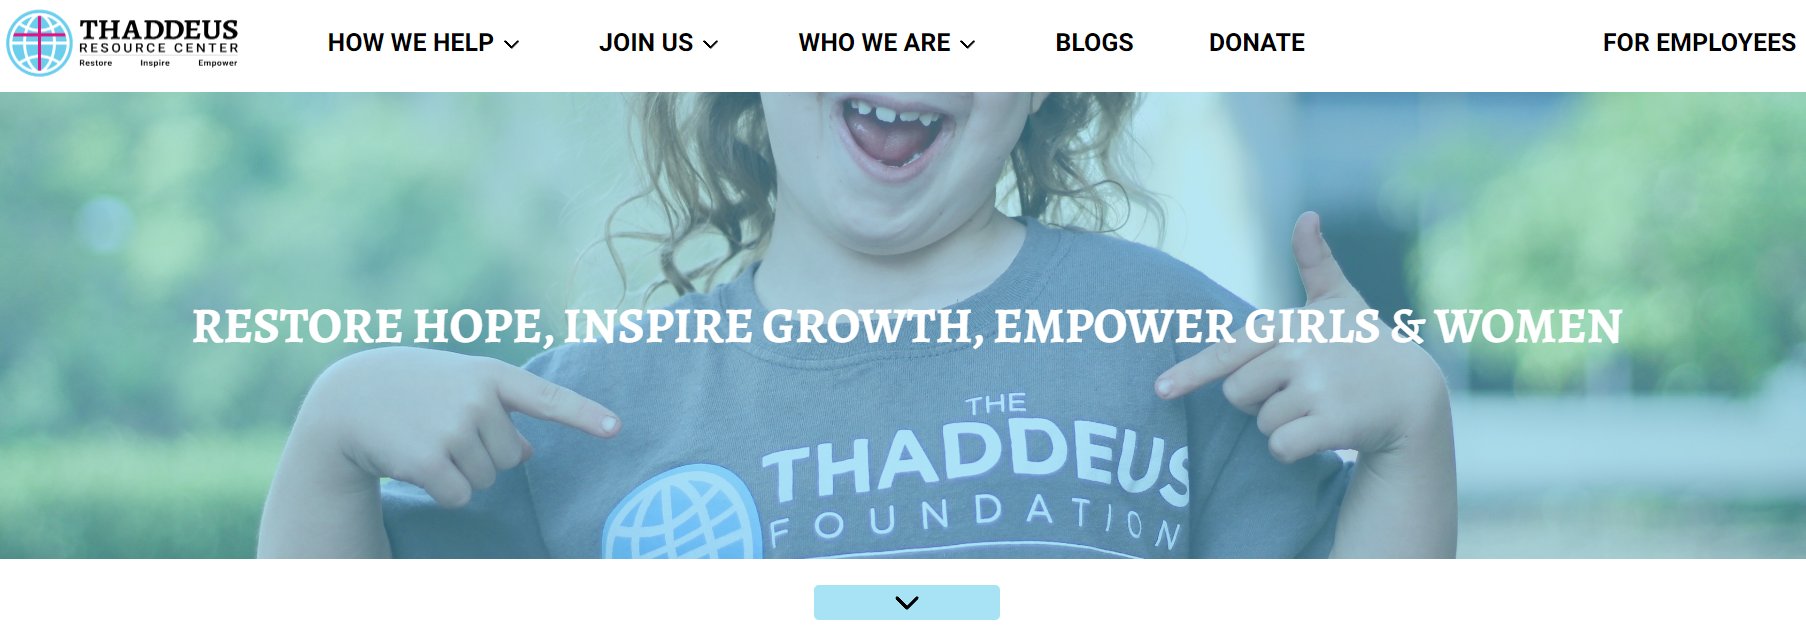 THADDEUS
RESOURCE CENTER
Restore Inspire Empower
HOW WE HELP
JOIN US
WHO WE ARE
BLOGS
DONATE
FOR EMPLOYEES
RESTORE HOPE, INSPIRE GROWTH, EMPOWER GIRLS & WOMEN
THE
THADDEUS
FOUNDATION